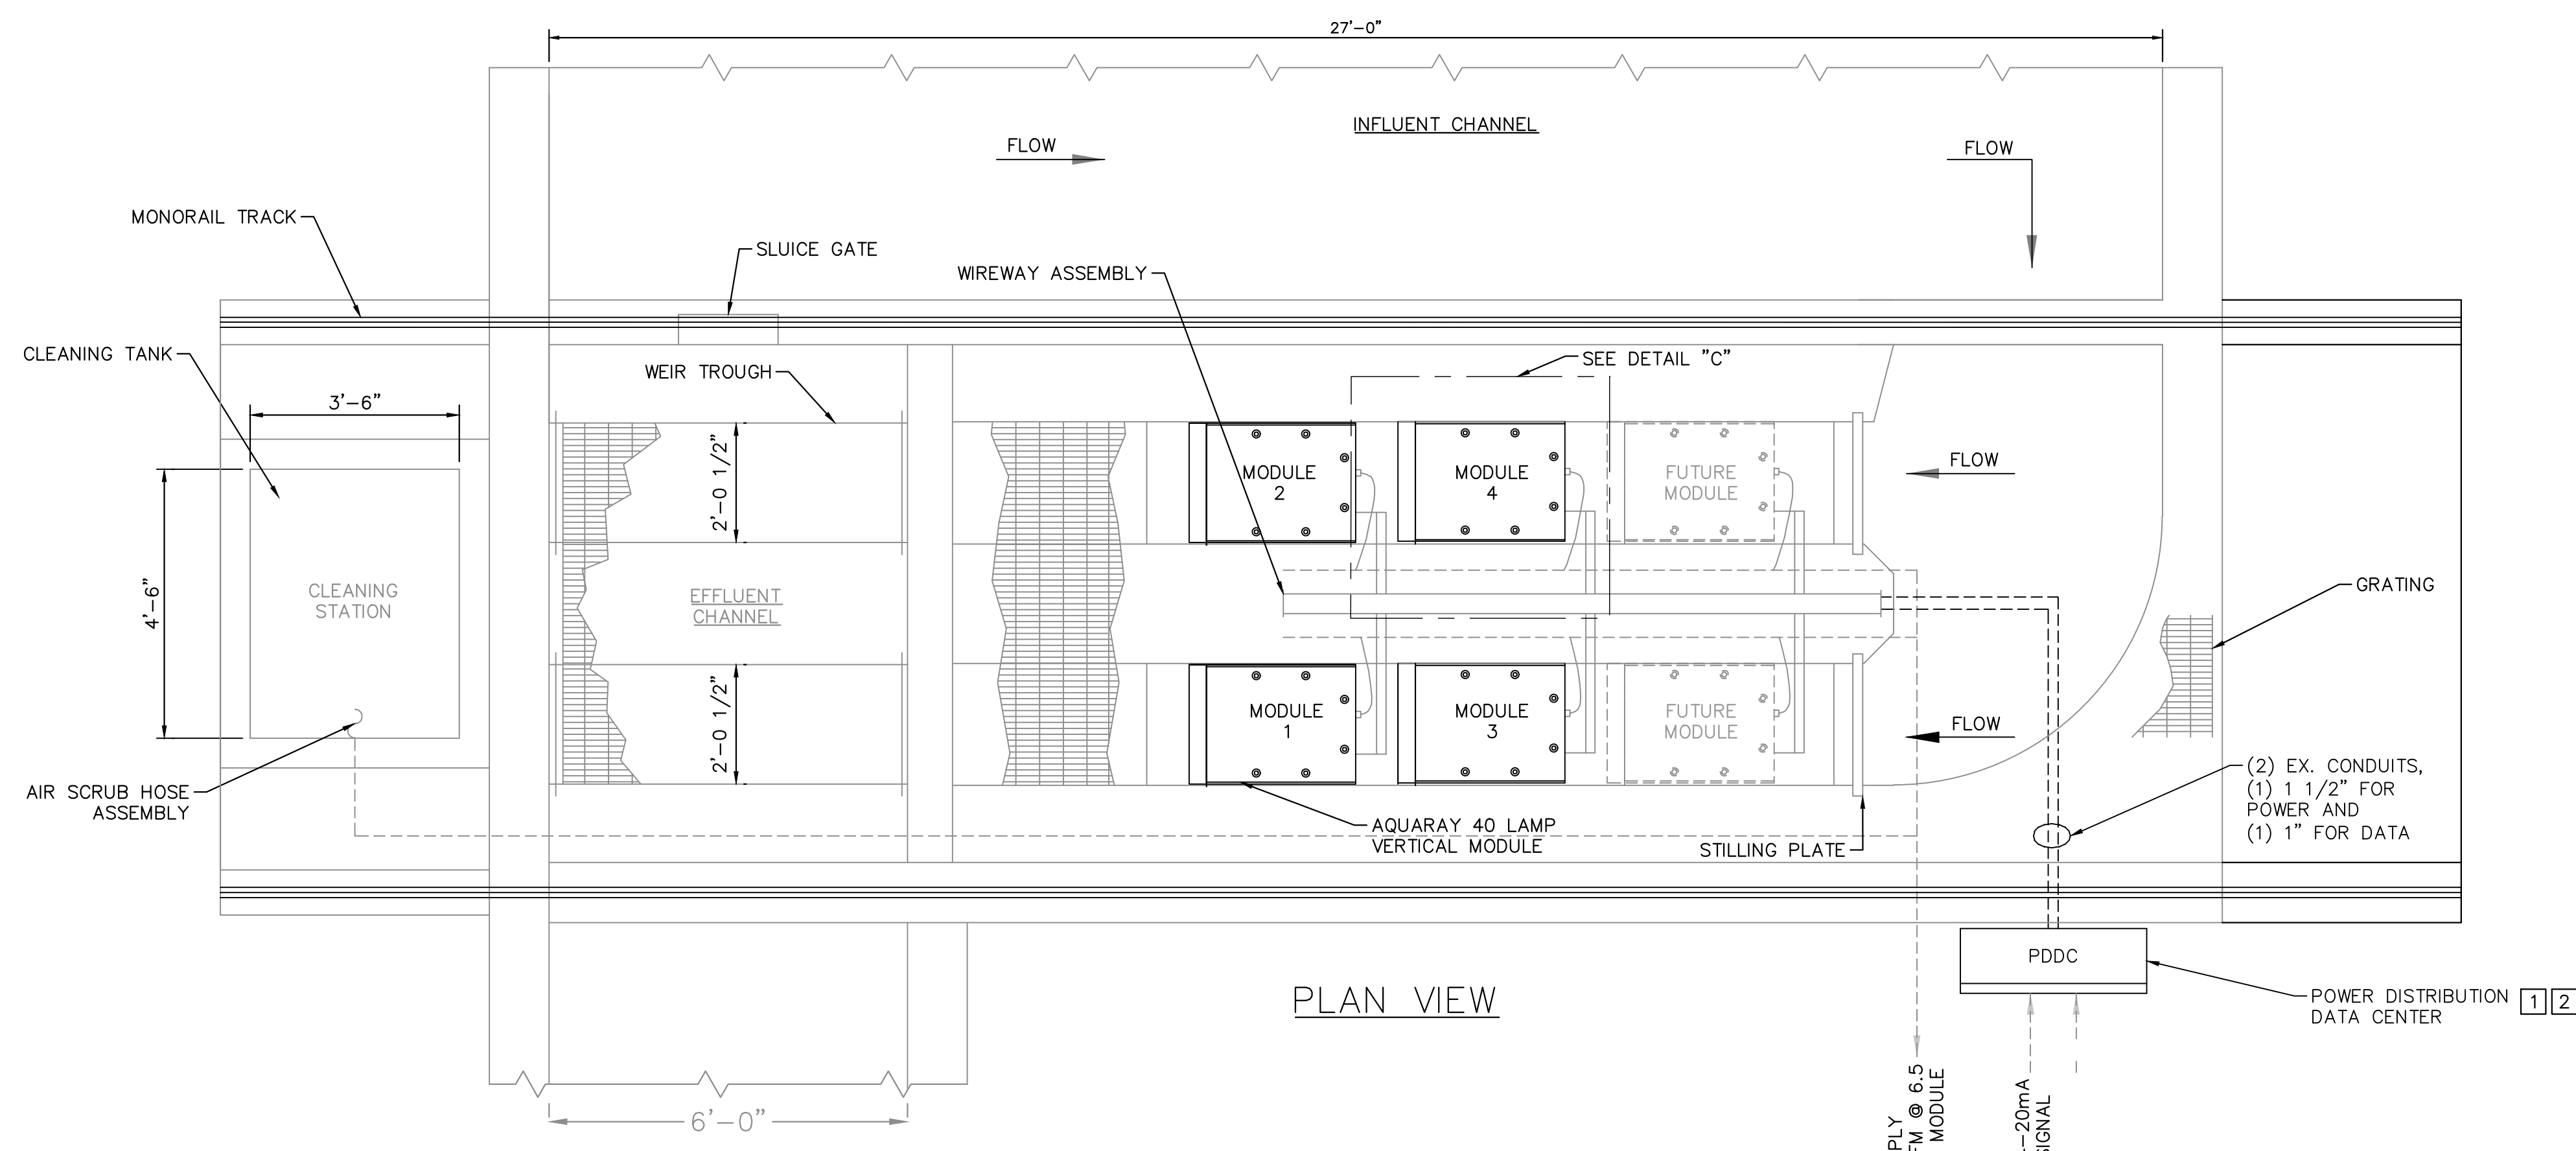 27'-0"
INFLUENT CHANNEL
FLOW
FLOW
MONORAIL TRACK
SLUICE GATE
WIREWAY ASSEMBLY
CLEANING TANK
WEIR TROUGH
SEE DETAIL "C"
3'-6"
2'-0 1/2"
MODULE
2
MODULE
4
FUTURE
MODULE
FLOW
4'-6"
CLEANING
STATION
EFFLUENT
CHANNEL
GRATING
2'-0 1/2"
MODULE
1
MODULE
3
FUTURE
MODULE
FLOW
AIR SCRUB HOSE
ASSEMBLY
AQUARAY 40 LAMP
VERTICAL MODULE
STILLING PLATE
(2) EX. CONDUITS,
(1) 1 1/2" FOR
POWER AND
(1) 1" FOR DATA
PDDC
PLAN VIEW
POWER DISTRIBUTION 1 2
DATA CENTER
6'-0"
@ 6.5
MODULE
-20mA